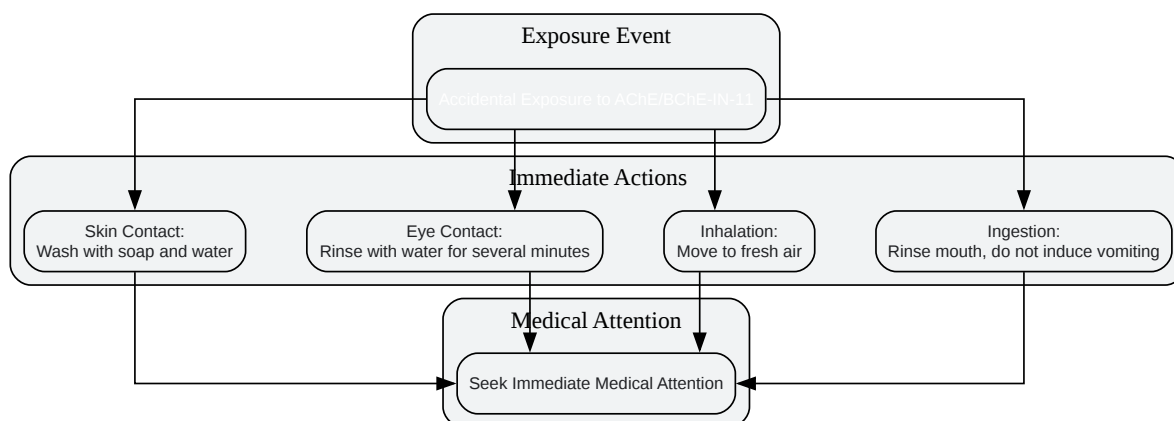 Exposure Event
Accidental Exposure to AChE/BChE-IN-11
Immediate Actions
Skin Contact:
Wash with soap and water
Eye Contact:
Rinse with water for several minutes
Inhalation:
Move to fresh air
Ingestion:
Rinse mouth, do not induce vomiting
Medical Attention
Seek Immediate Medical Attention